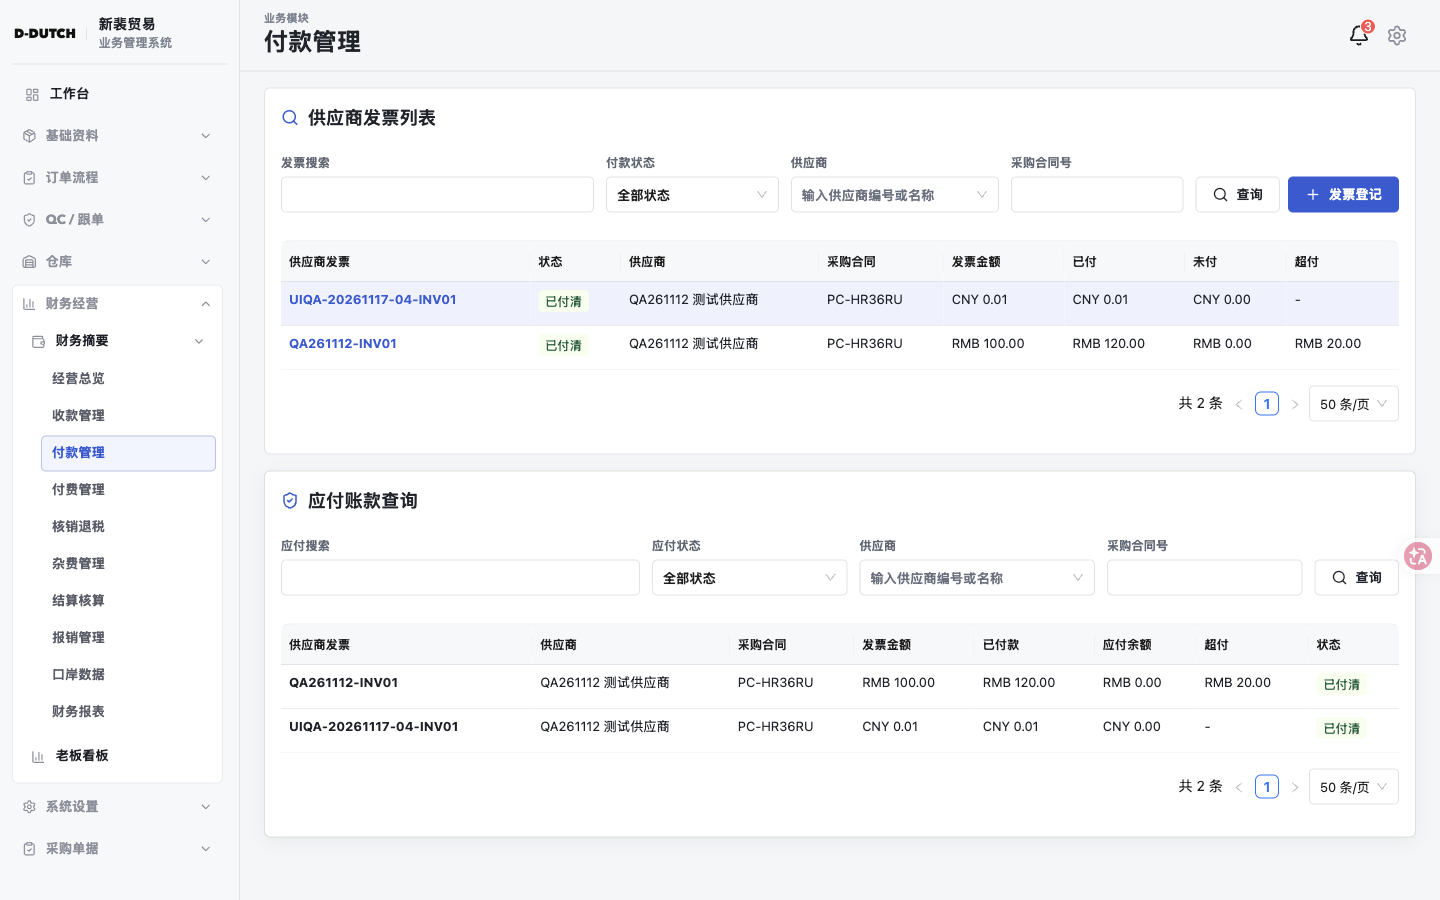 D-DUTCH
新裴贸易
业务管理系统
工作台
基础资料
订单流程
QC / 跟单
仓库
财务经营
财务摘要
经营总览
收款管理
付款管理
付费管理
核销退税
杂费管理
结算核算
报销管理
口岸数据
财务报表
老板看板
系统设置
采购单据
业务模块
付款管理
3
供应商发票列表
发票搜索 付款状态 供应商 采购合同号
全部状态 输入供应商编号或名称 查询 发票登记
供应商发票 状态 供应商 采购合同 发票金额 已付 未付 超付
UIQA-20261117-04-INV01 已付清 QA261112 测试供应商 PC-HR36RU CNY 0.01 CNY 0.01 CNY 0.00 -
QA261112-INV01 已付清 QA261112 测试供应商 PC-HR36RU RMB 100.00 RMB 120.00 RMB 0.00 RMB 20.00
共 2 条 1 50 条/页
应付账款查询
应付搜索 应付状态 供应商 采购合同号
全部状态 输入供应商编号或名称 查询
供应商发票 供应商 采购合同 发票金额 已付款 应付余额 超付 状态
QA261112-INV01 QA261112 测试供应商 PC-HR36RU RMB 100.00 RMB 120.00 RMB 0.00 RMB 20.00 已付清
UIQA-20261117-04-INV01 QA261112 测试供应商 PC-HR36RU CNY 0.01 CNY 0.01 CNY 0.00 - 已付清
共 2 条 1 50 条/页